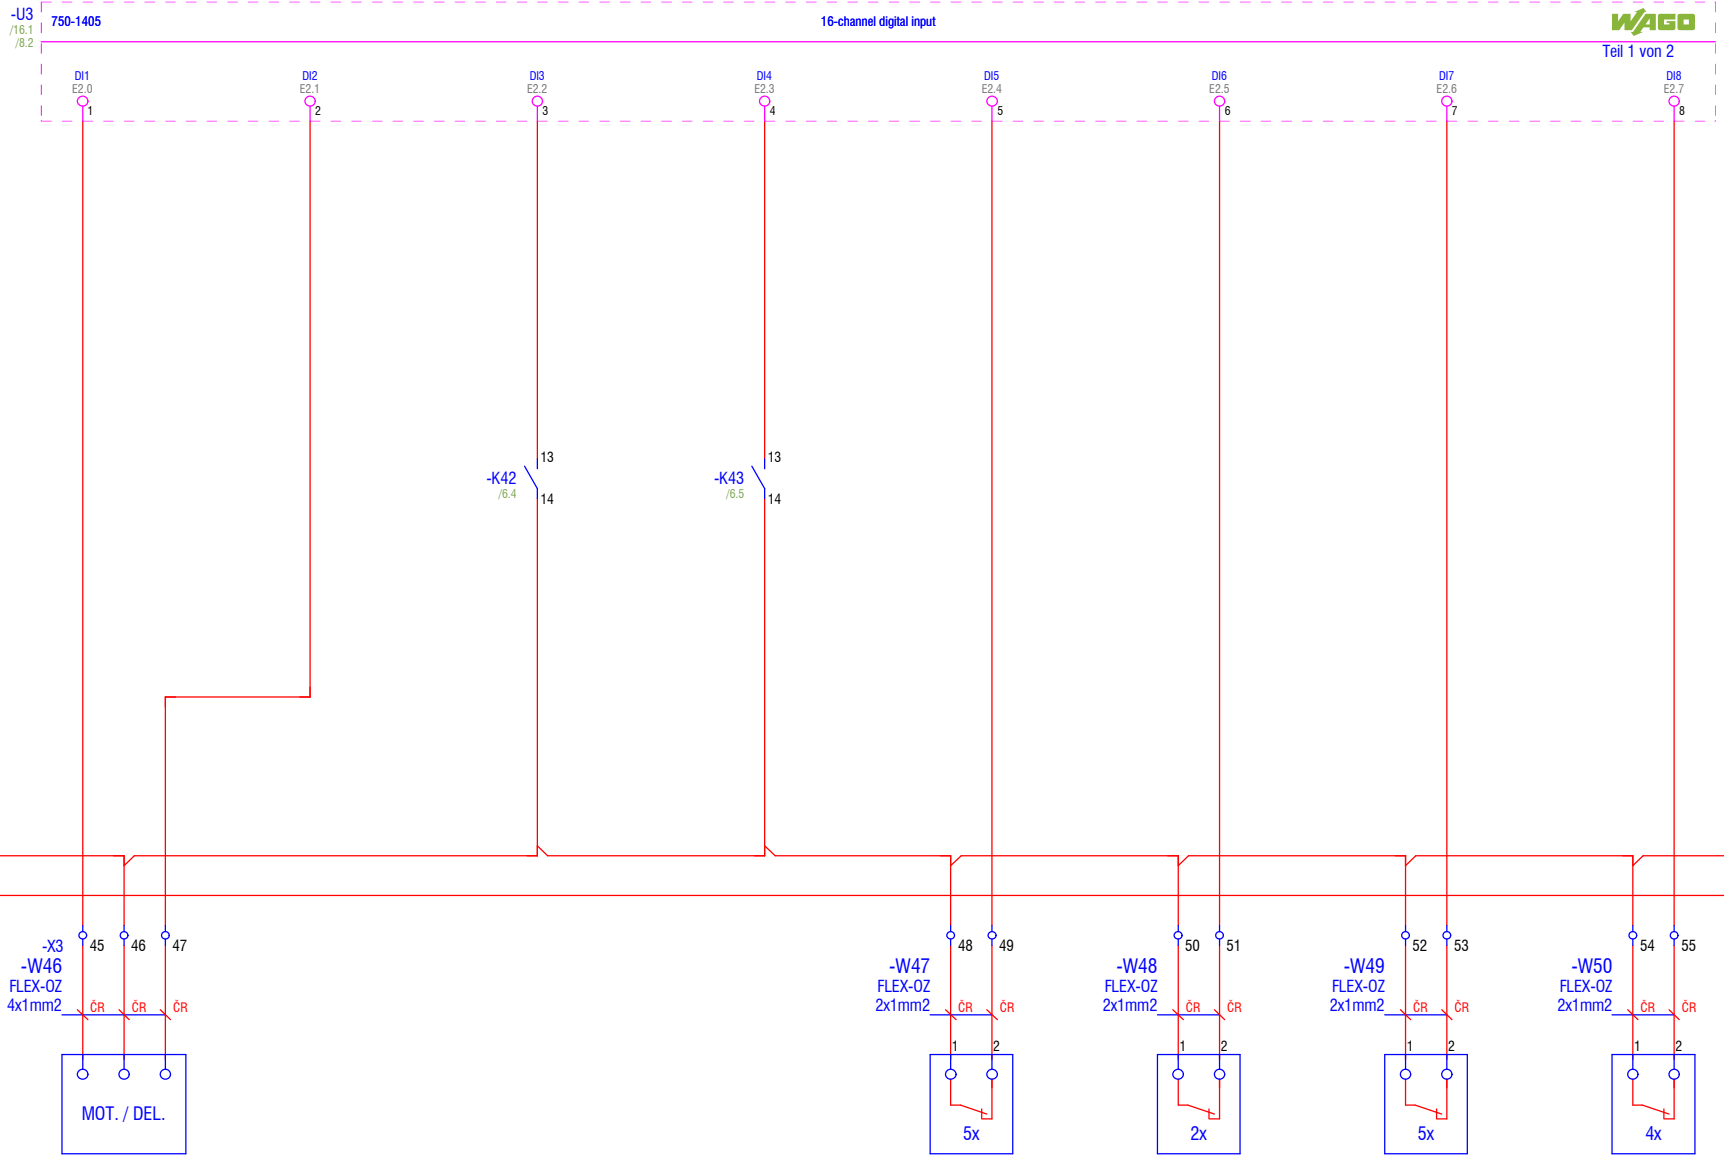 -U3 750-1405 16-channel digital input WAGO
/16.1
/8.2
Teil 1 von 2
DI1 DI2 DI3 DI4 DI5 DI6 DI7 DI8
E2.0 E2.1 E2.2 E2.3 E2.4 E2.5 E2.6 E2.7
1 2 3 4 5 6 7 8
13 13
-K42 -K43
/6.4 /6.5
14 14
-X3 45 46 47 48 49 50 51 52 53 54 55
-W46 -W47 -W48 -W49 -W50
FLEX-OZ FLEX-OZ FLEX-OZ FLEX-OZ FLEX-OZ
4x1mm2 ČR ČR ČR 2x1mm2 ČR ČR 2x1mm2 ČR ČR 2x1mm2 ČR ČR 2x1mm2 ČR ČR
1 2 1 2 1 2 1 2
MOT. / DEL.
5x 2x 5x 4x